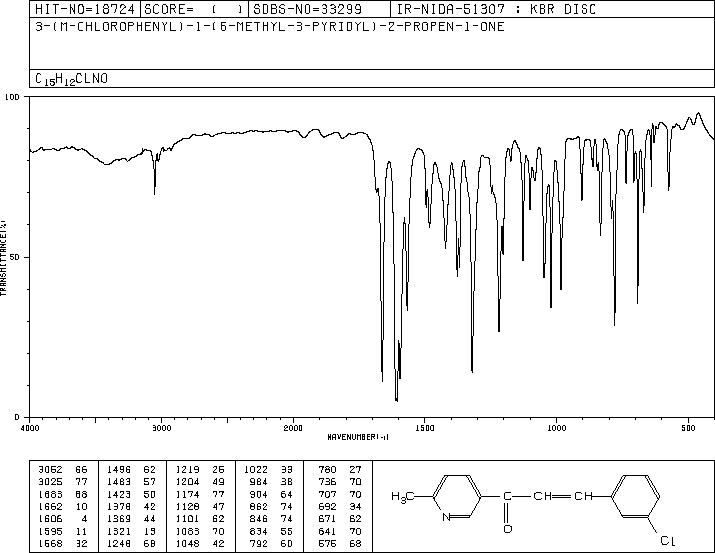 HIT-NO=18724 SCORE= ( ) SDBS-NO=33299 IR-NIDA-51307 : KBR DISC
3-(M-CHLOROPHENYL)-1-(6-METHYL-3-PYRIDYL)-2-PROPEN-1-ONE
C15H12CLNO
100
50
0
TRANSMITTANCE(%)
4000 3000 2000 1500 1000 500
WAVENUMBER(-1)
3052 66 1496 62 1219 25 1022 33 780 27
3025 77 1483 57 1204 49 984 38 736 70
1683 68 1423 50 1174 77 904 64 707 70
1662 10 1378 42 1128 47 862 74 692 34
1606 4 1369 44 1101 62 846 74 671 62
1595 11 1321 13 1083 70 834 55 641 70
1568 32 1248 68 1048 42 792 60 576 68
H3C N C O CH CH Cl